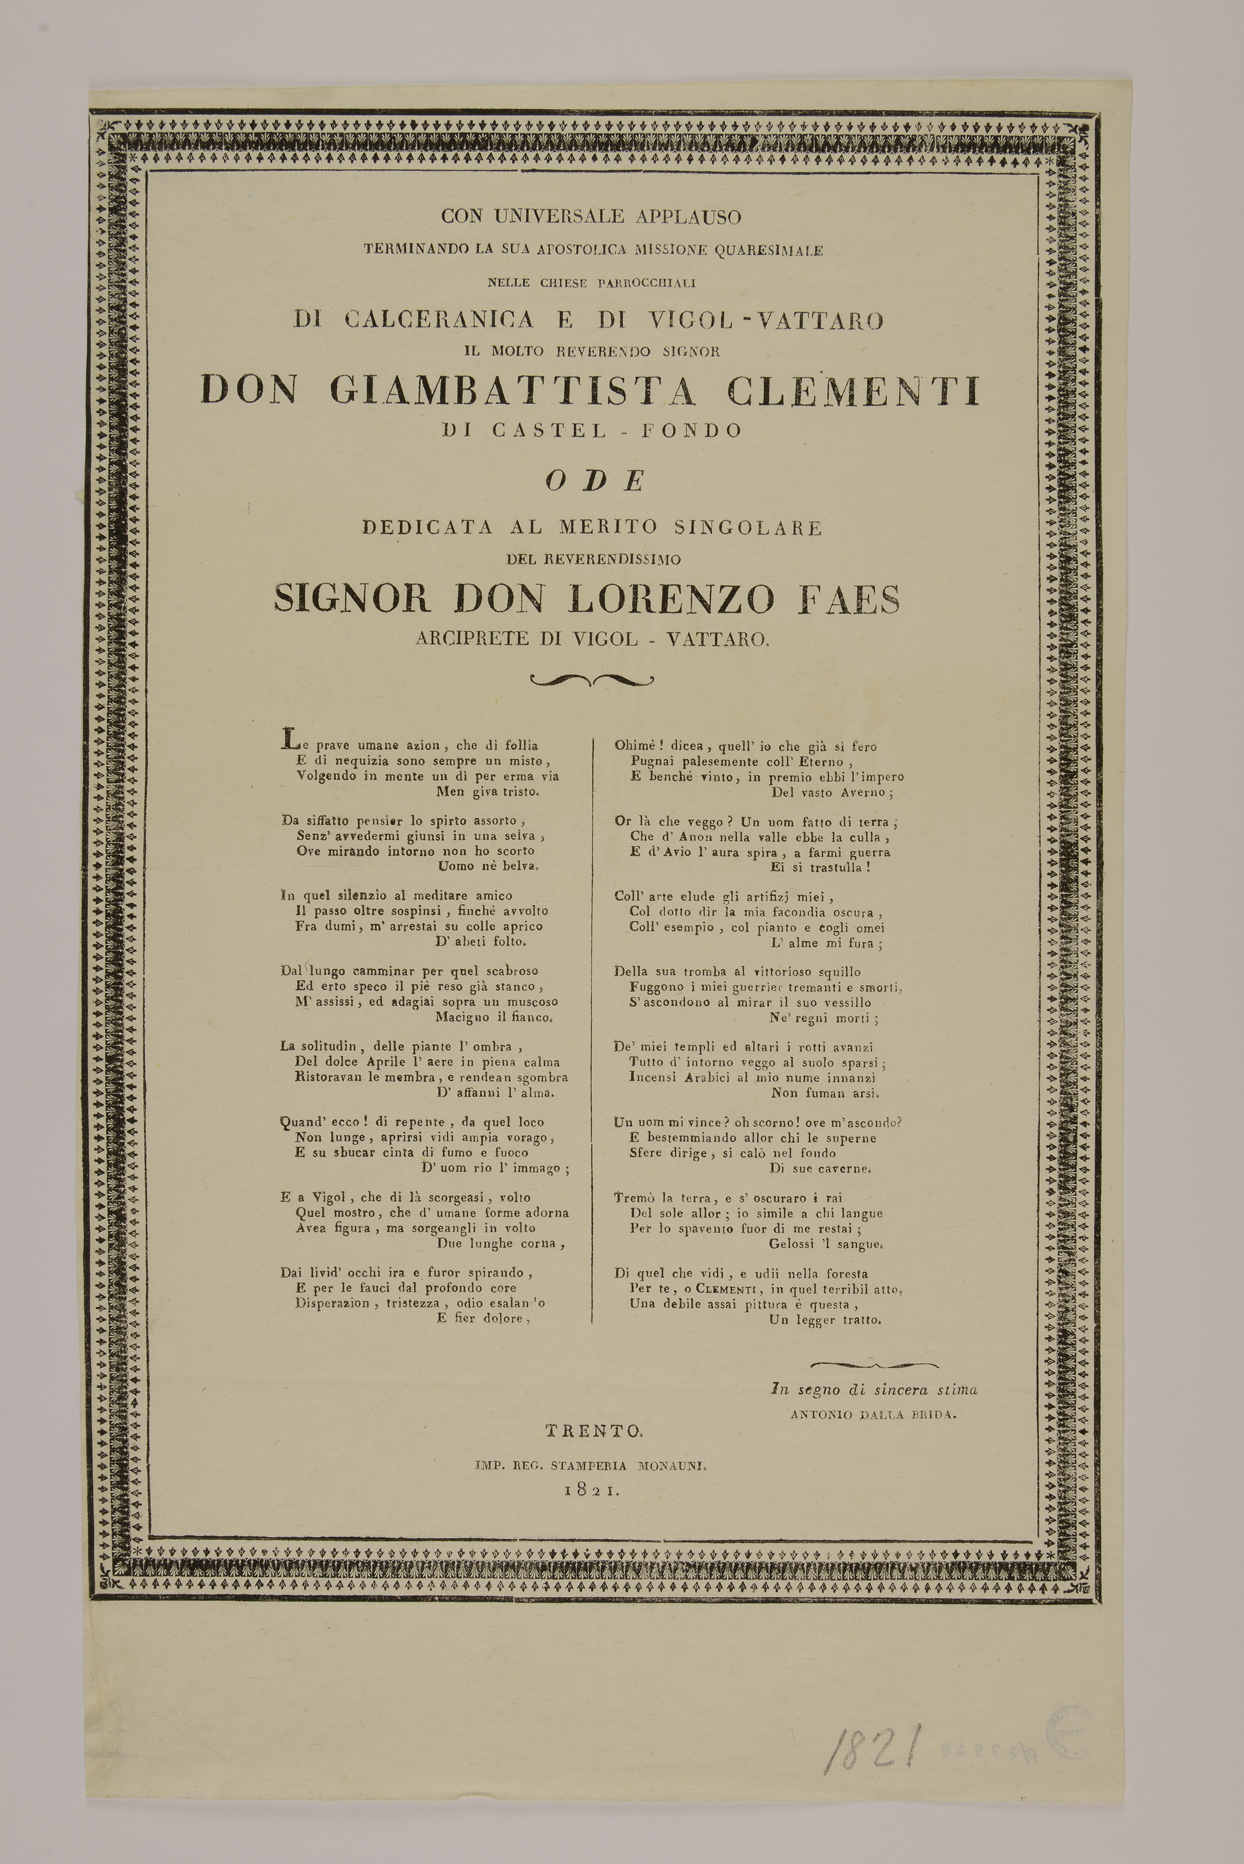 CON UNIVERSALE APPLAUSO
TERMINANDO LA SUA APOSTOLICA MISSIONE QUARESIMALE
NELLE CHIESE PARROCCHIALI
DI CALCERANICA E DI VIGOL - VATTARO
IL MOLTO REVERENDO SIGNOR
DON GIAMBATTISTA CLEMENTI
DI CASTEL - FONDO
ODE
DEDICATA AL MERITO SINGOLARE
DEL REVERENDISSIMO
SIGNOR DON LORENZO FAES
ARCIPRETE DI VIGOL - VATTARO.
Le prave umane azion, che di follia
E di nequizia sono sempre un misto,
Volgendo in mente un dì per erma via
Men giva tristo.
Da siffatto pensier lo spirto assorto,
Senz' avvedermi giunsi in una selva,
Ove mirando intorno non ho scorto
Uomo nè belva.
In quel silenzio al meditare amico
Il passo oltre sospinsi, finchè avvolto
Fra dumi, m' arrestai su colle aprico
D' abeti folto.
Dal lungo camminar per quel scabroso
Ed erto speco il piè reso già stanco,
M' assissi, ed adagiai sopra un muscoso
Macigno il fianco.
La solitudin, delle piante l' ombra,
Del dolce Aprile l' aere in piena calma
Ristoravan le membra, e rendean sgombra
D' affanni l' alma.
Quand' ecco! di repente, da quel loco
Non lunge, aprirsi vidi ampia vorago,
E su sbucar cinta di fumo e fuoco
D' uom rio l' immago;
E a Vigol, che di là scorgeasi, volto
Quel mostro, che d' umane forme adorna
Avea figura, ma sorgeangli in volto
Due lunghe corna,
Dai livid' occhi ira e furor spirando,
E per le fauci dal profondo core
Disperazion, tristezza, odio esalan 'o
E fier dolore,
Ohimè! dicea, quell' io che già sì fero
Pugnai palesemente coll' Eterno,
E benchè vinto, in premio ebbi l'impero
Del vasto Averno;
Or là che veggo? Un uom fatto di terra;
Che d' Anon nella valle ebbe la culla,
E d' Avio l' aura spira, a farmi guerra
Ei si trastulla!
Coll' arte elude gli artifizj miei,
Col dotto dir la mia facondia oscura,
Coll' esempio, col pianto e cogli omei
L' alme mi fura;
Della sua tromba al vittorioso squillo
Fuggono i miei guerrier tremanti e smorti,
S' ascondono al mirar il suo vessillo
Ne' regni morti;
De' miei templi ed altari i rotti avanzi
Tutto d' intorno veggo al suolo sparsi;
Incensi Arabici al mio nume innanzi
Non fuman arsi.
Un uom mi vince? oh scorno! ove m'ascondo?
E bestemmiando allor chi le superne
Sfere dirige, si calò nel fondo
Di sue caverne.
Tremò la terra, e s' oscuraro i rai
Del sole allor; io simile a chi langue
Per lo spavento fuor di me restai;
Gelossi 'l sangue.
Di quel che vidi, e udii nella foresta
Per te, o CLEMENTI, in quel terribil atto,
Una debile assai pittura è questa,
Un legger tratto.
In segno di sincera stima
ANTONIO DALLA BRIDA.
TRENTO.
IMP. REG. STAMPERIA MONAUNI.
1821.
1821